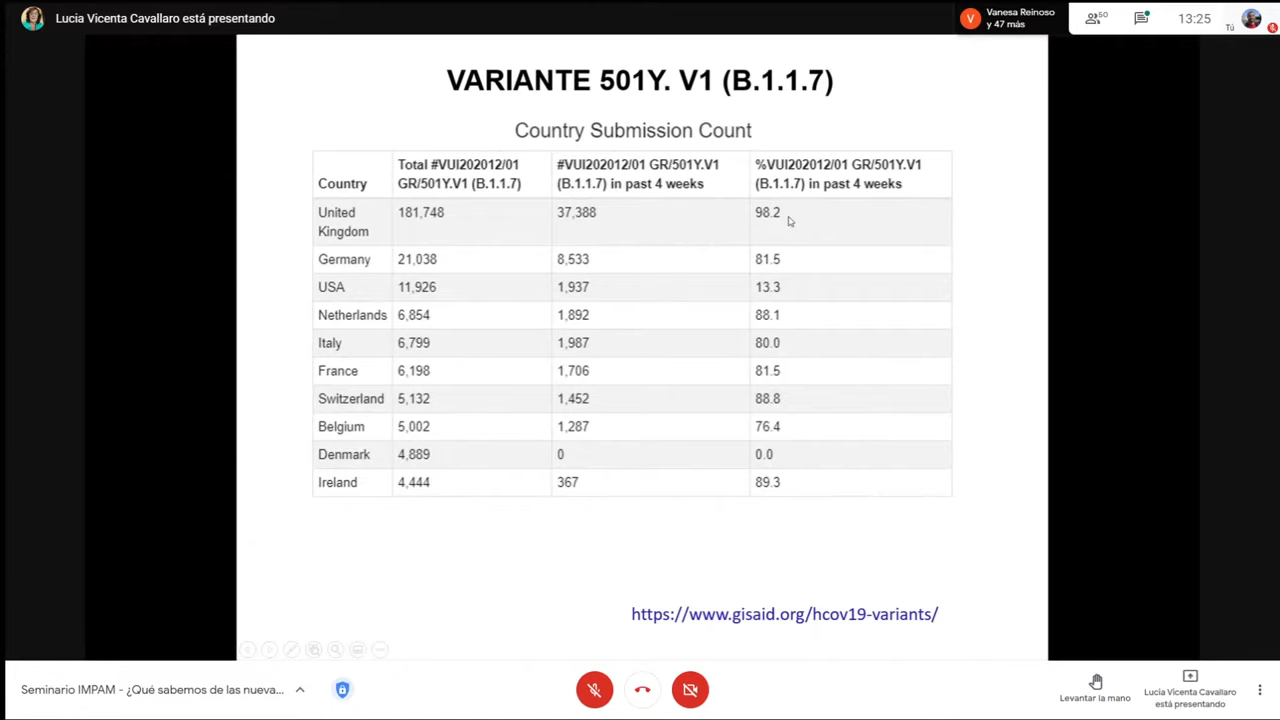 Lucia Vicenta Cavallaro está presentando
V
Vanesa Reinoso
y 47 más
50
13:25
Tú
VARIANTE 501Y. V1 (B.1.1.7)
Country Submission Count
Country
Total #VUI202012/01
GR/501Y.V1 (B.1.1.7)
#VUI202012/01 GR/501Y.V1
(B.1.1.7) in past 4 weeks
%VUI202012/01 GR/501Y.V1
(B.1.1.7) in past 4 weeks
United
Kingdom
181,748
37,388
98.2
Germany 21,038 8,533 81.5
USA 11,926 1,937 13.3
Netherlands 6,854 1,892 88.1
Italy 6,799 1,987 80.0
France 6,198 1,706 81.5
Switzerland 5,132 1,452 88.8
Belgium 5,002 1,287 76.4
Denmark 4,889 0 0.0
Ireland 4,444 367 89.3
https://www.gisaid.org/hcov19-variants/
Seminario IMPAM - ¿Qué sabemos de las nueva...
Levantar la mano
Lucia Vicenta Cavallaro
está presentando